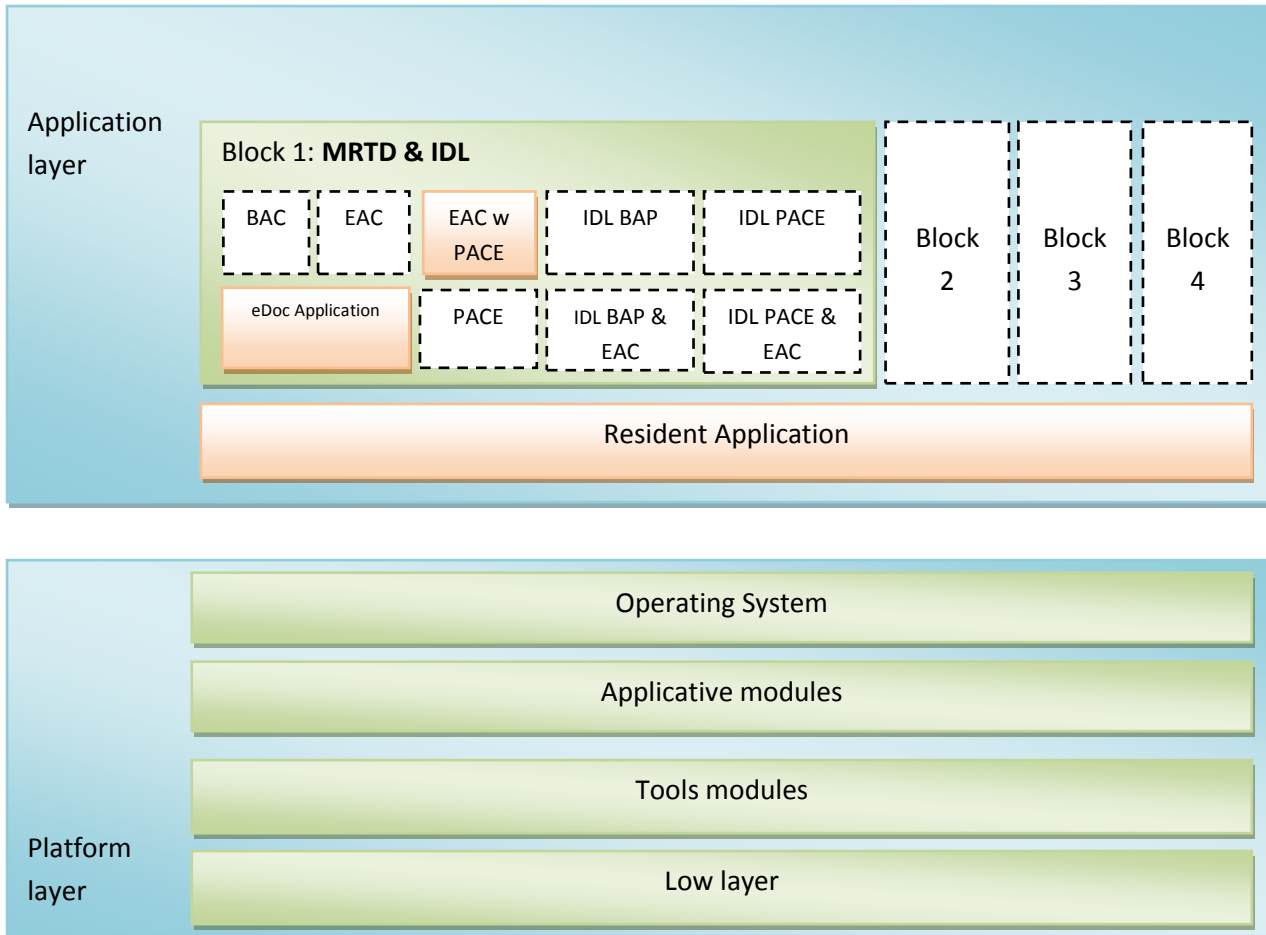 Application
layer
Block 1: MRTD & IDL
BAC
EAC
EAC w
PACE
IDL BAP
IDL PACE
eDoc Application
PACE
IDL BAP &
EAC
IDL PACE &
EAC
Block
2
Block
3
Block
4
Resident Application
Operating System
Applicative modules
Tools modules
Platform
layer
Low layer